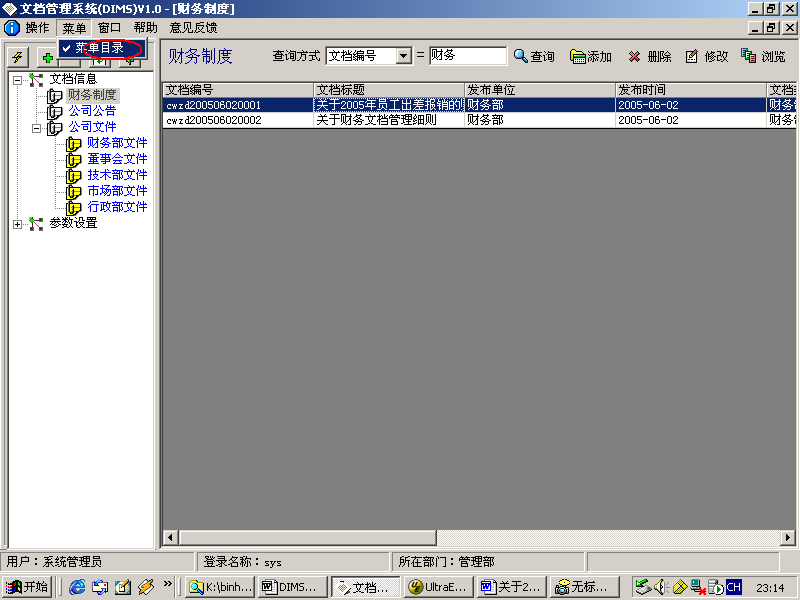 文档管理系统(DIMS)V1.0 - [财务制度]
操作 菜单 窗口 帮助 意见反馈
菜单目录
财务制度 查询方式 文档编号 = 财务 查询 添加 删除 修改 浏览
文档信息
财务制度
公司公告
公司文件
财务部文件
董事会文件
技术部文件
市场部文件
行政部文件
参数设置
文档编号 文档标题 发布单位 发布时间
cwzd200506020001 关于2005年员工出差报销的 财务部 2005-06-02 财务
cwzd200506020002 关于财务文档管理细则 财务部 2005-06-02 财务
用户：系统管理员 登录名称：sys 所在部门：管理部
开始 K:\binh... DIMS... 文档... UltraE... 关于2... 无标... CH 23:14